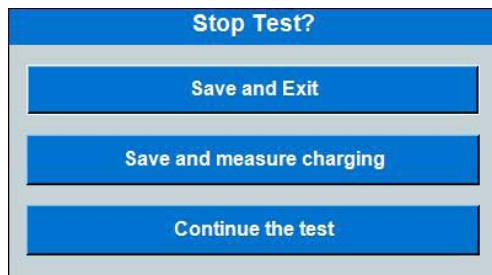 Stop Test?
Save and Exit
Save and measure charging
Continue the test